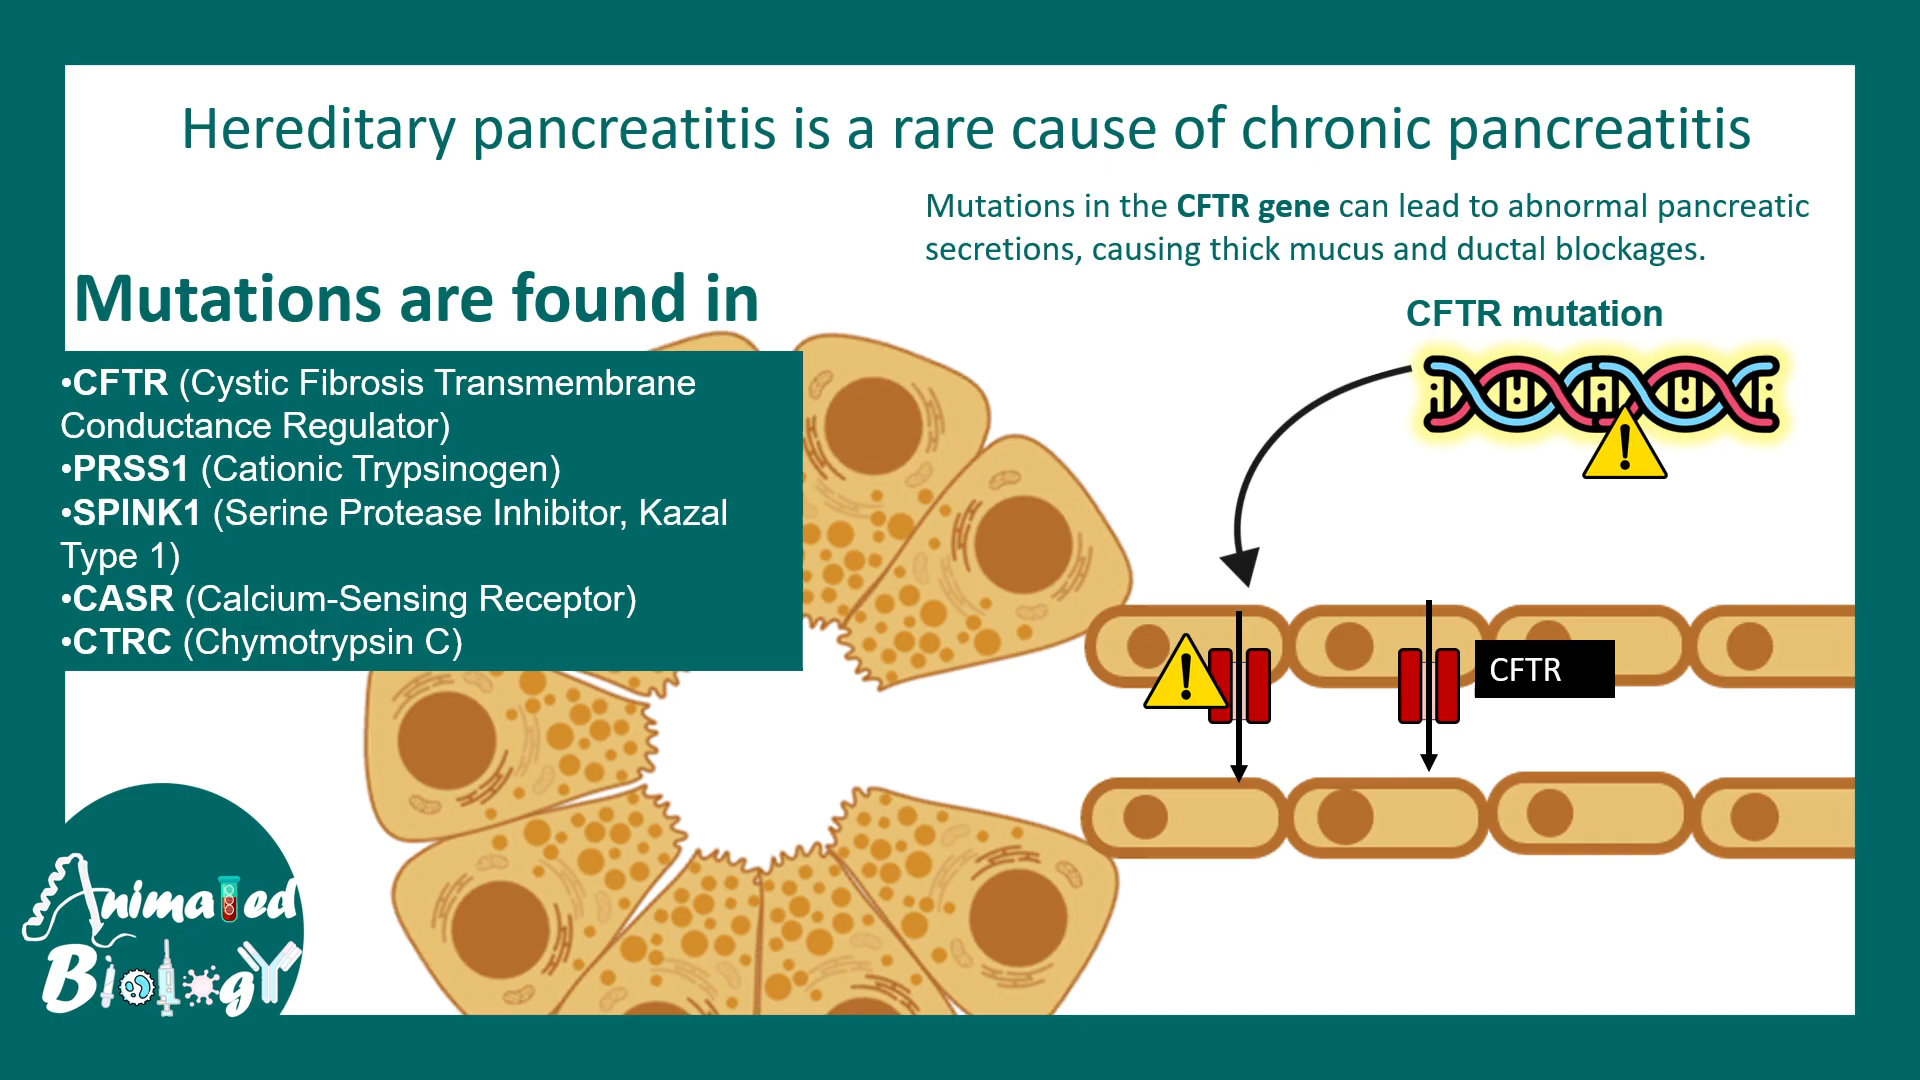 Hereditary pancreatitis is a rare cause of chronic pancreatitis
Mutations in the CFTR gene can lead to abnormal pancreatic
secretions, causing thick mucus and ductal blockages.
Mutations are found in
•CFTR (Cystic Fibrosis Transmembrane
Conductance Regulator)
•PRSS1 (Cationic Trypsinogen)
•SPINK1 (Serine Protease Inhibitor, Kazal
Type 1)
•CASR (Calcium-Sensing Receptor)
•CTRC (Chymotrypsin C)
CFTR mutation
CFTR
Animated
Biology